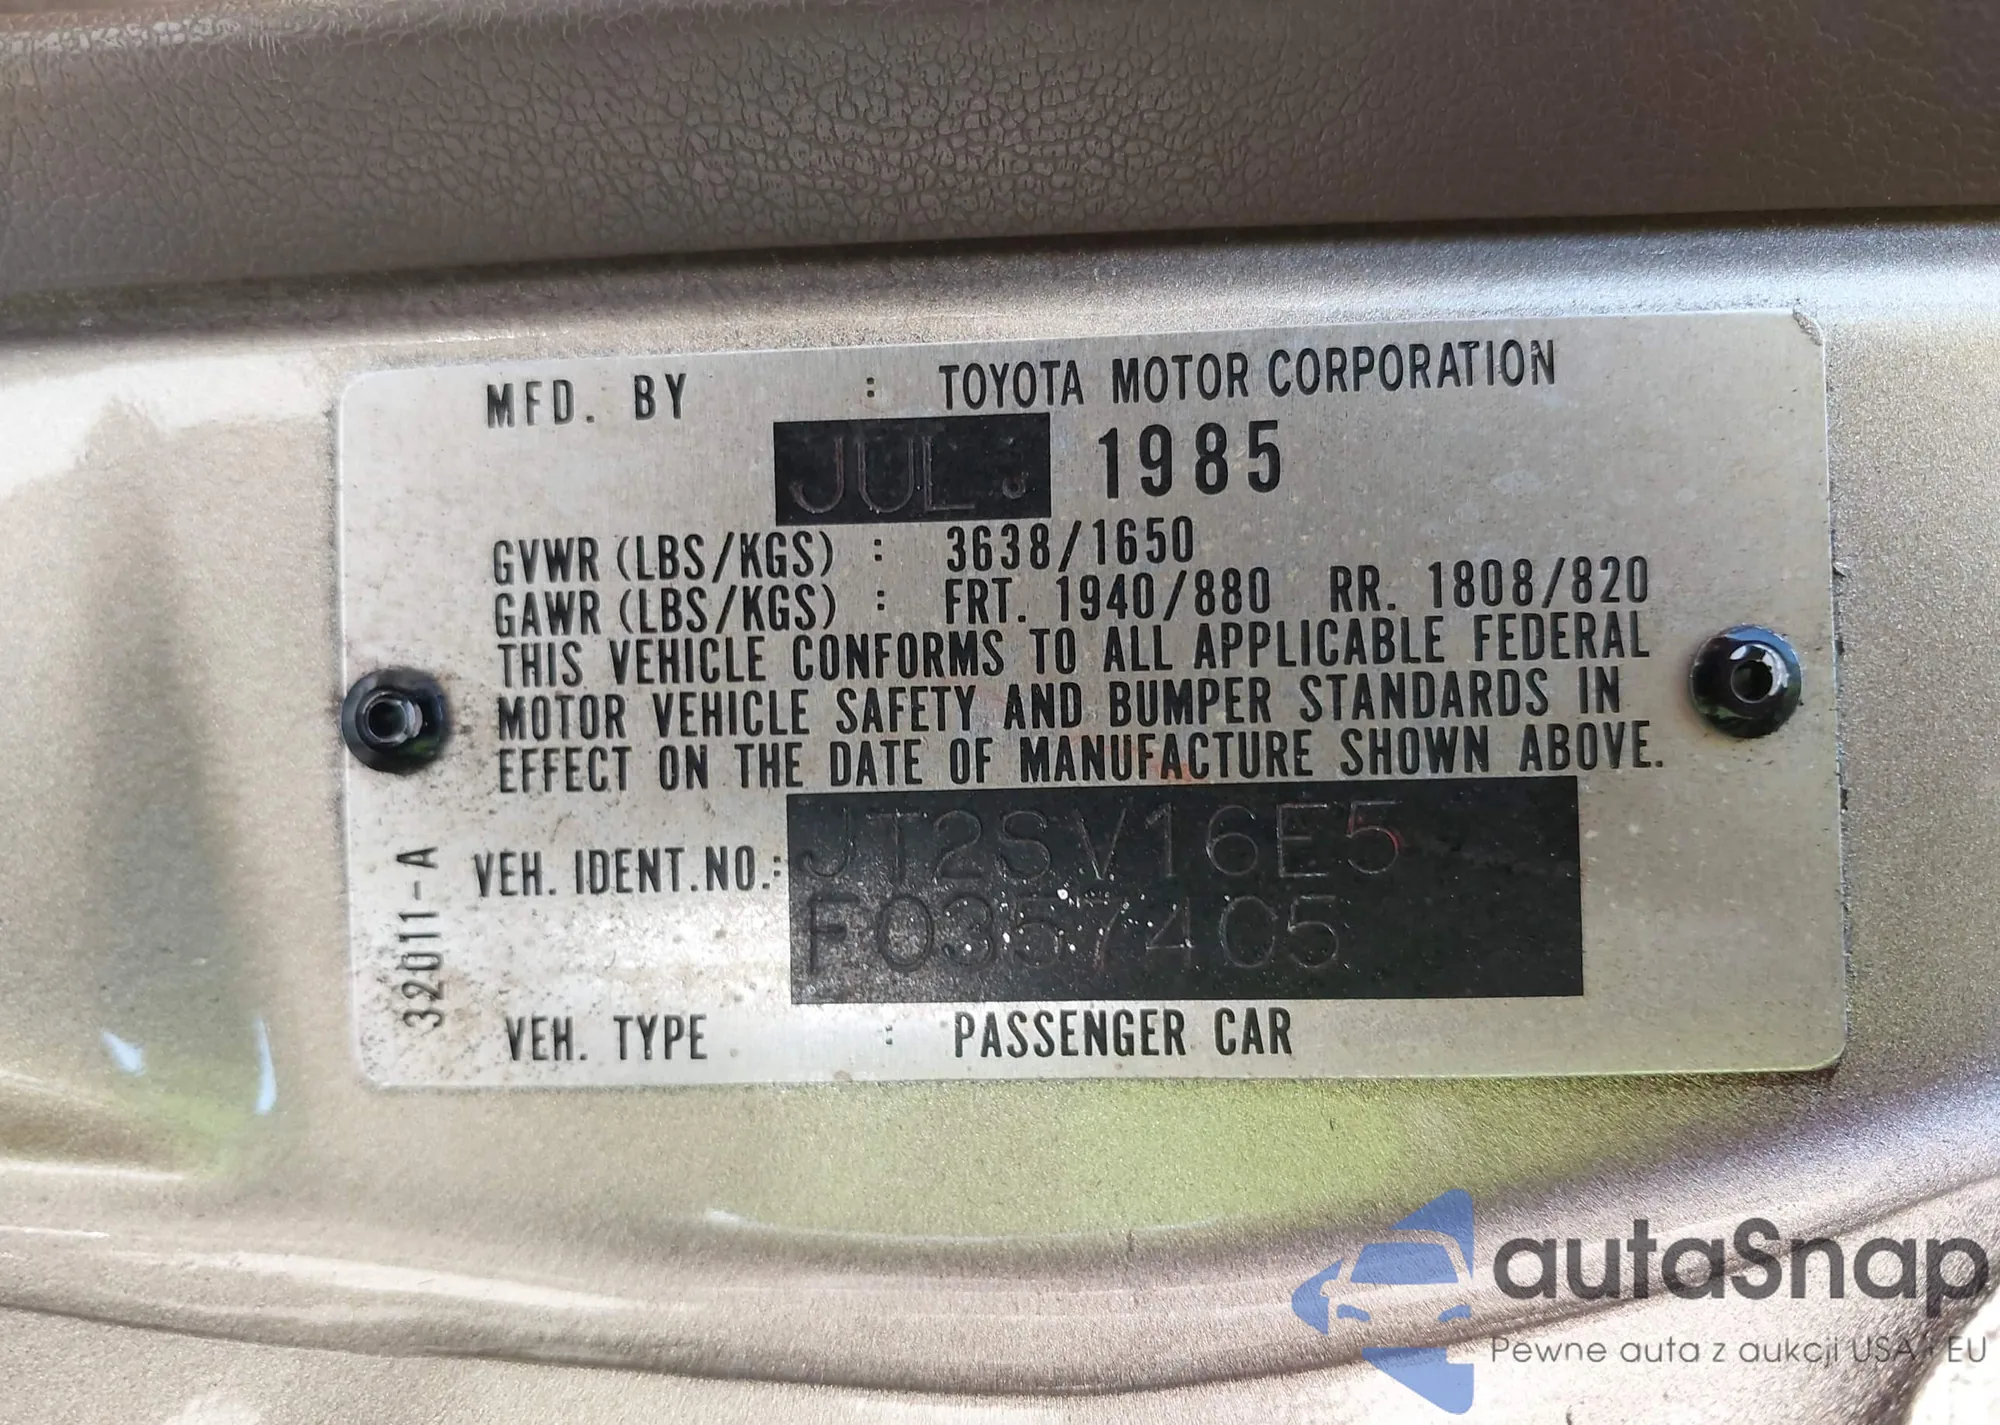 MFD. BY : TOYOTA MOTOR CORPORATION
JUL 1985
GVWR (LBS/KGS) : 3638/1650
GAWR (LBS/KGS) : FRT. 1940/880 RR. 1808/820
THIS VEHICLE CONFORMS TO ALL APPLICABLE FEDERAL
MOTOR VEHICLE SAFETY AND BUMPER STANDARDS IN
EFFECT ON THE DATE OF MANUFACTURE SHOWN ABOVE.
VEH. IDENT.NO.: JT2SV16E5
F0357405
VEH. TYPE : PASSENGER CAR
32011-A
autaSnap
Pewne auta z aukcji USA i EU